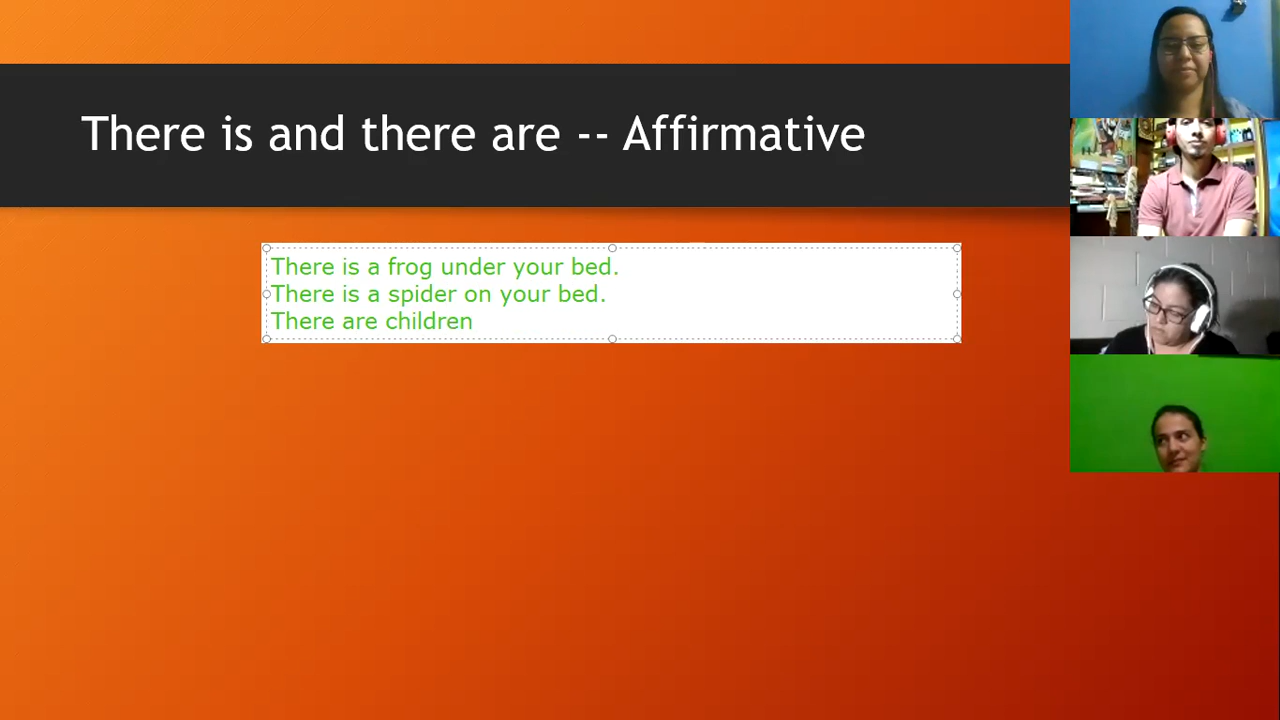 There is and there are -- Affirmative
There is a frog under your bed.
There is a spider on your bed.
There are children